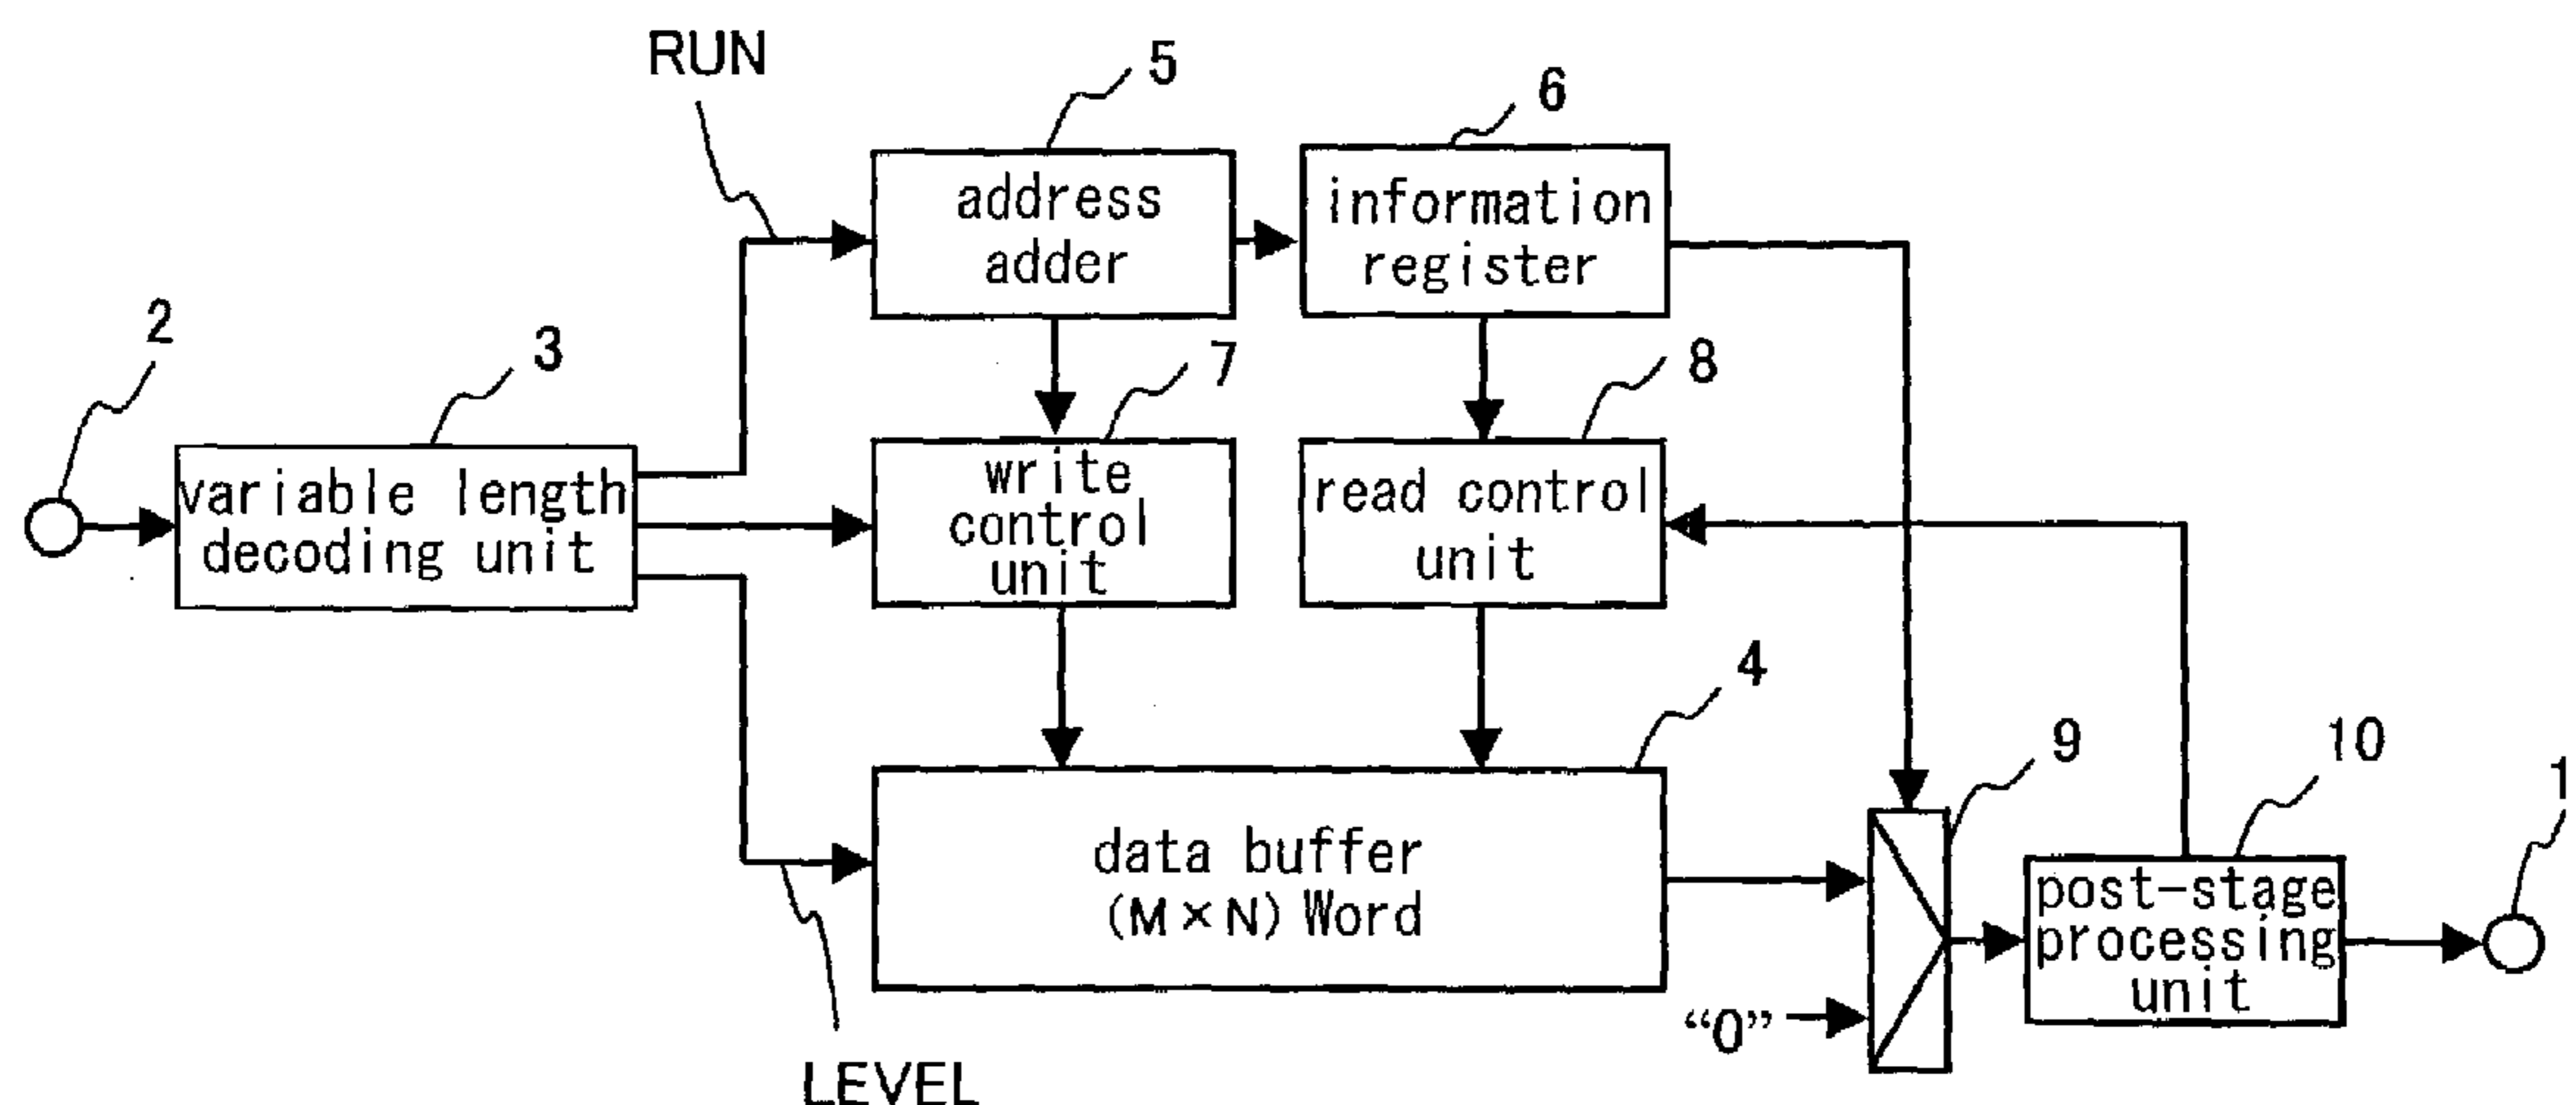 RUN
5
6
address
adder
information
register
2
3
7
8
variable length
decoding unit
write
control
unit
read control
unit
4
9
10
1
data buffer
(M×N) Word
post-stage
processing
unit
“0”
LEVEL